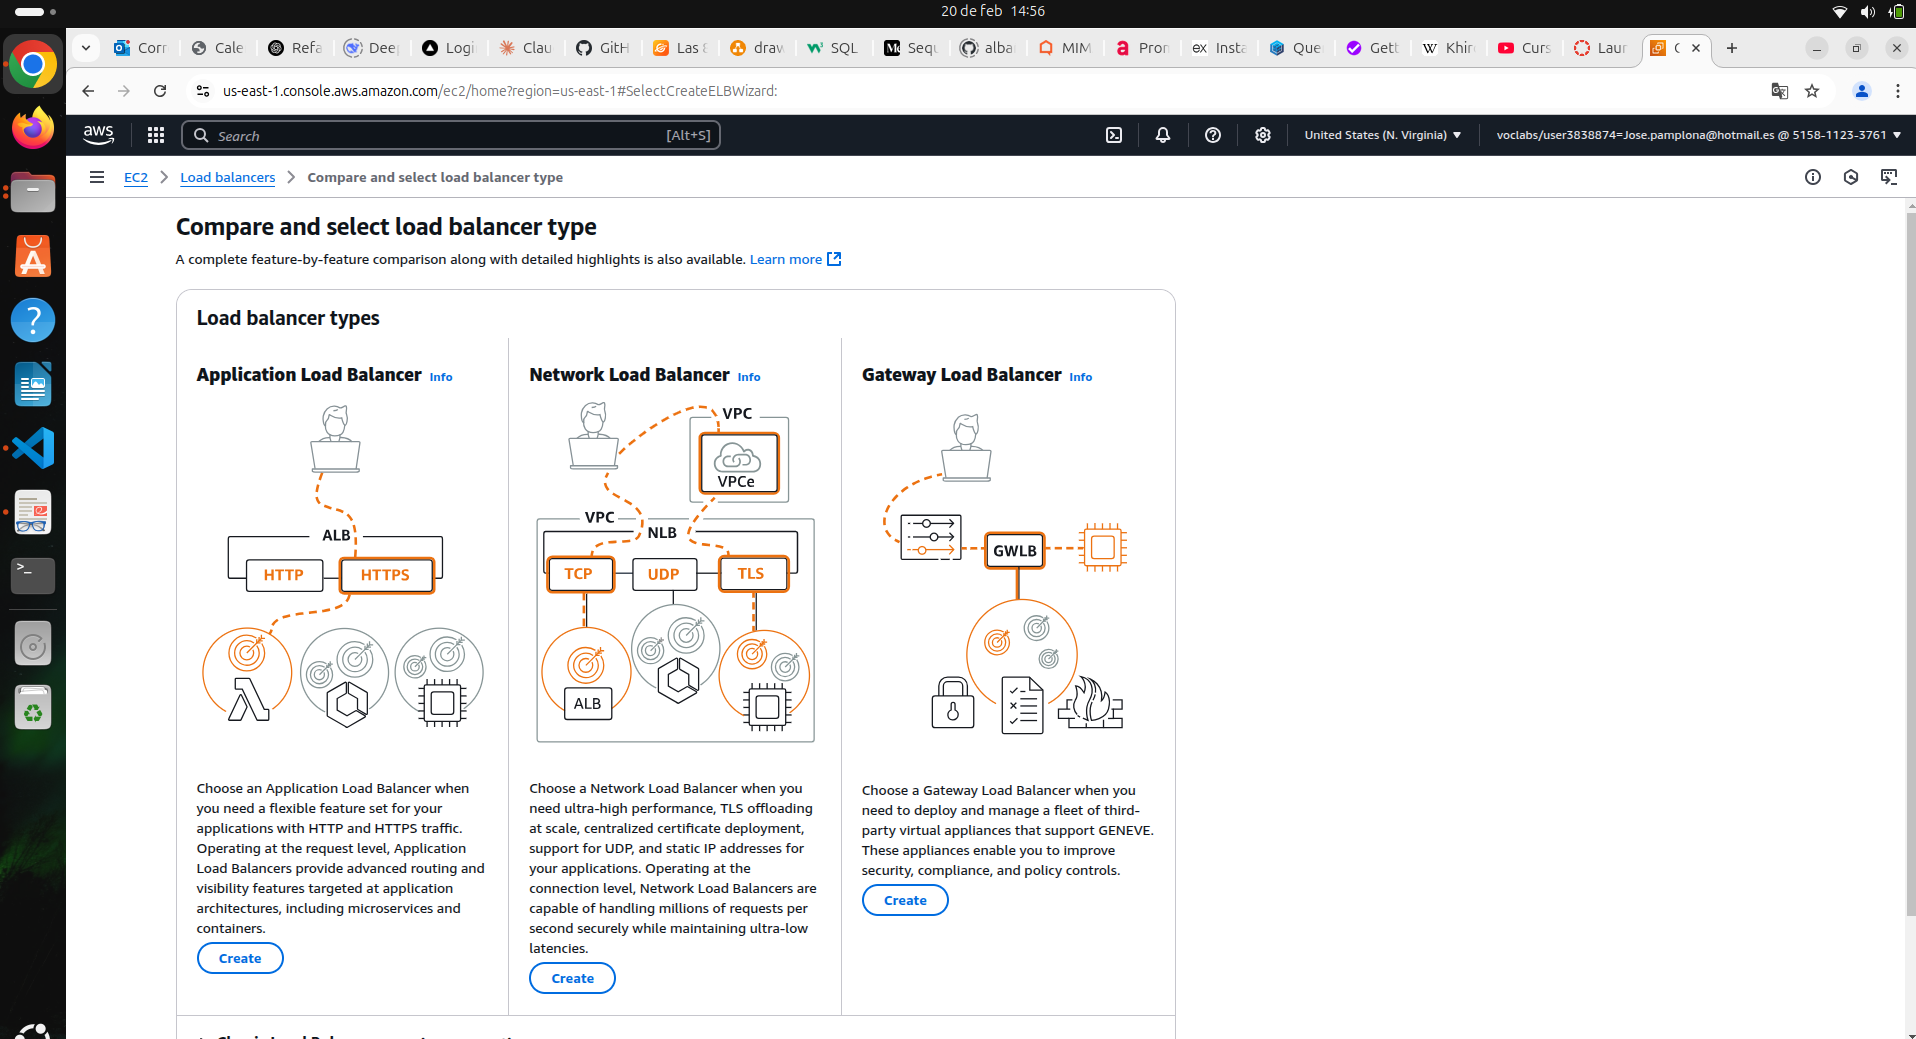 20 de feb 14:56
Corr
Cale
Refa
Deep
Logi
Clau
GitH
Las 8
draw
SQL
Sequ
alba
MIM
Pron
Insta
Que
Gett
Khir
Curs
Laun
us-east-1.console.aws.amazon.com/ec2/home?region=us-east-1#SelectCreateELBWizard:
aws
Search
[Alt+S]
United States (N. Virginia)
voclabs/user3838874=Jose.pamplona@hotmail.es @ 5158-1123-3761
EC2
Load balancers
Compare and select load balancer type
Compare and select load balancer type
A complete feature-by-feature comparison along with detailed highlights is also available. Learn more
Load balancer types
Application Load Balancer Info
ALB
HTTP
HTTPS
Choose an Application Load Balancer when
you need a flexible feature set for your
applications with HTTP and HTTPS traffic.
Operating at the request level, Application
Load Balancers provide advanced routing and
visibility features targeted at application
architectures, including microservices and
containers.
Create
Network Load Balancer Info
VPC
VPCe
VPC
NLB
TCP
UDP
TLS
ALB
Choose a Network Load Balancer when you
need ultra-high performance, TLS offloading
at scale, centralized certificate deployment,
support for UDP, and static IP addresses for
your applications. Operating at the
connection level, Network Load Balancers are
capable of handling millions of requests per
second securely while maintaining ultra-low
latencies.
Create
Gateway Load Balancer Info
GWLB
Choose a Gateway Load Balancer when you
need to deploy and manage a fleet of third-
party virtual appliances that support GENEVE.
These appliances enable you to improve
security, compliance, and policy controls.
Create